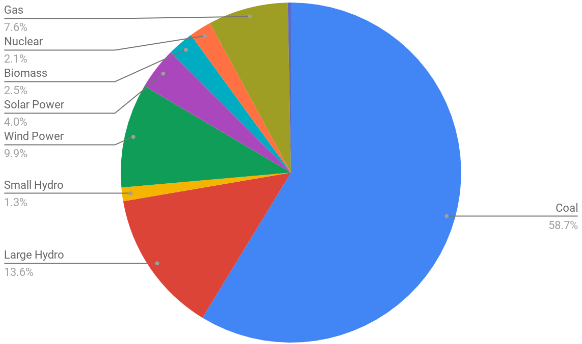 Gas
7.6%
Nuclear
2.1%
Biomass
2.5%
Solar Power
4.0%
Wind Power
9.9%
Small Hydro
1.3%
Large Hydro
13.6%
Coal
58.7%